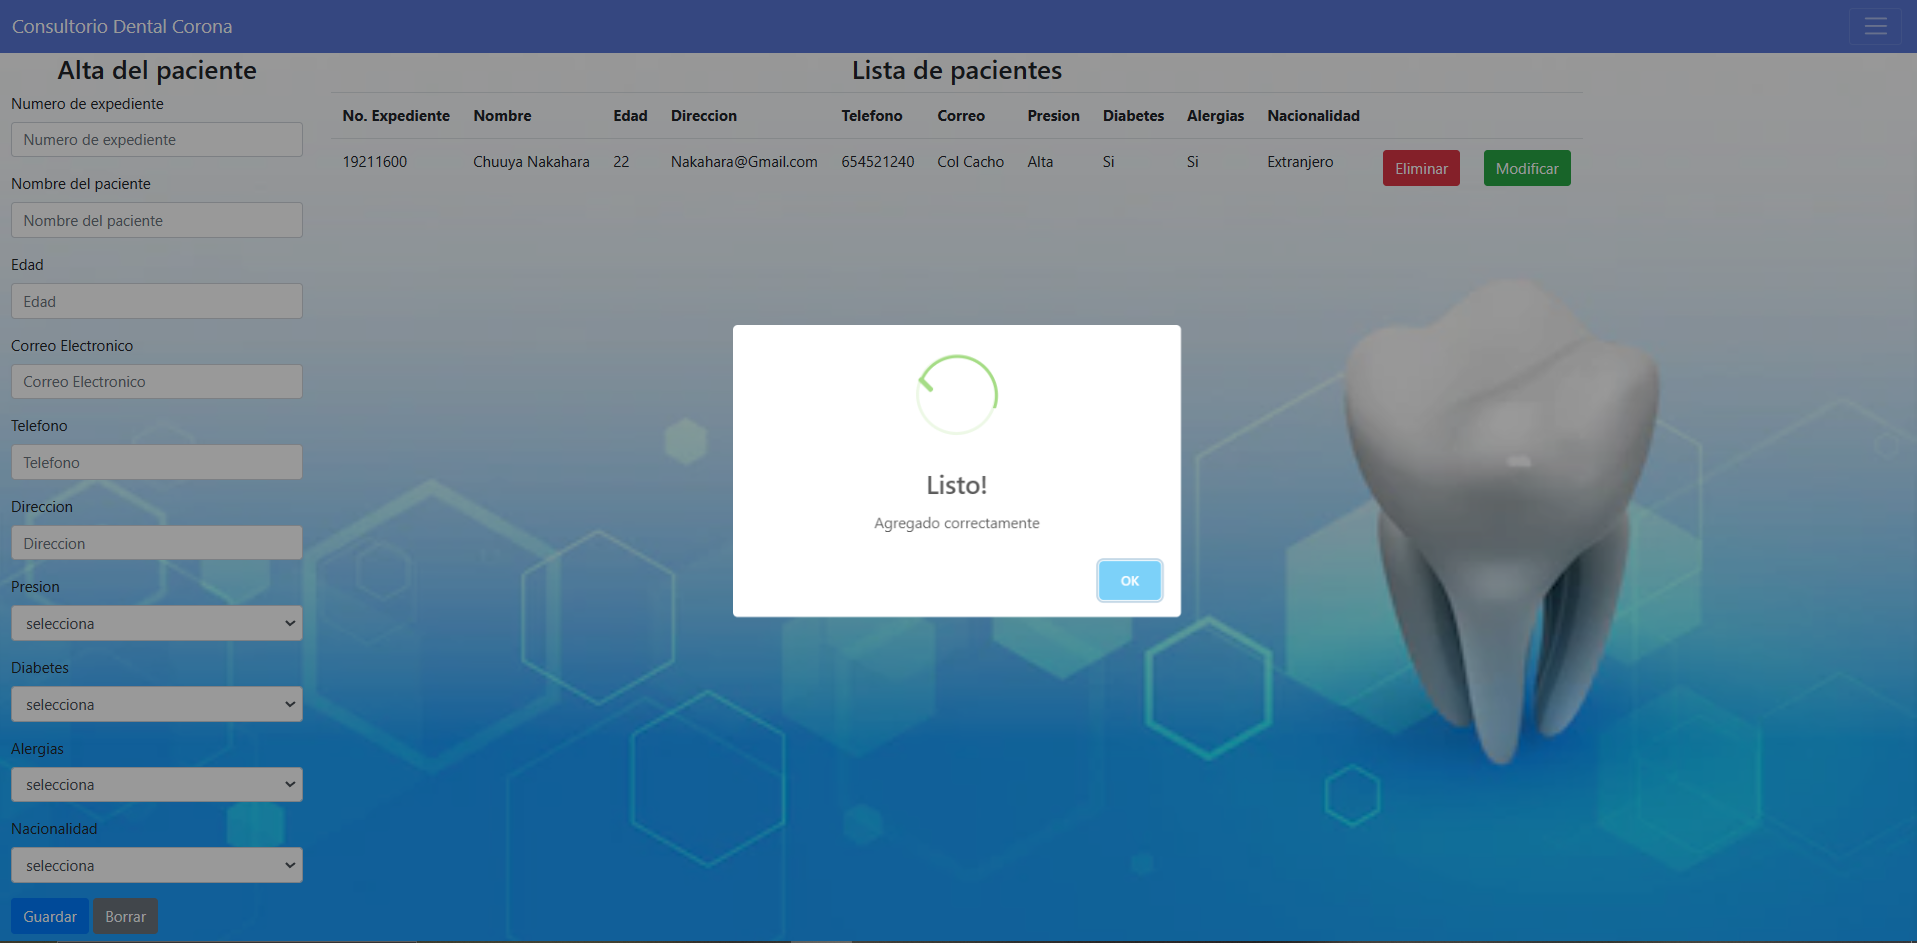 Consultorio Dental Corona
Alta del paciente
Numero de expediente
Numero de expediente
Nombre del paciente
Nombre del paciente
Edad
Edad
Correo Electronico
Correo Electronico
Telefono
Telefono
Direccion
Direccion
Presion
selecciona
Diabetes
selecciona
Alergias
selecciona
Nacionalidad
selecciona
Guardar Borrar
Lista de pacientes
No. Expediente Nombre Edad Direccion Telefono Correo Presion Diabetes Alergias Nacionalidad
19211600 Chuuya Nakahara 22 Nakahara@Gmail.com 654521240 Col Cacho Alta Si Si Extranjero Eliminar Modificar
Listo!
Agregado correctamente
OK